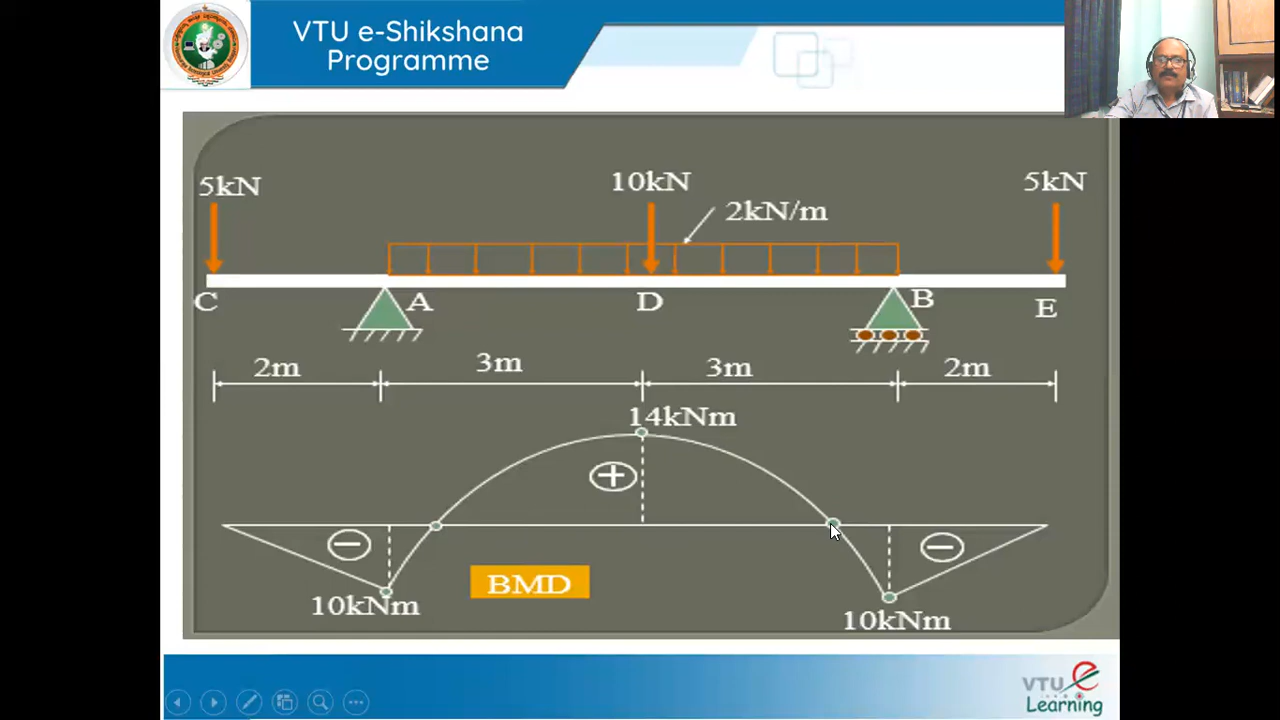 VTU e-Shikshana
Programme
5kN
10kN
5kN
2kN/m
C
A
D
B
E
2m
3m
3m
2m
14kNm
10kNm
BMD
10kNm
VTU e
Learning